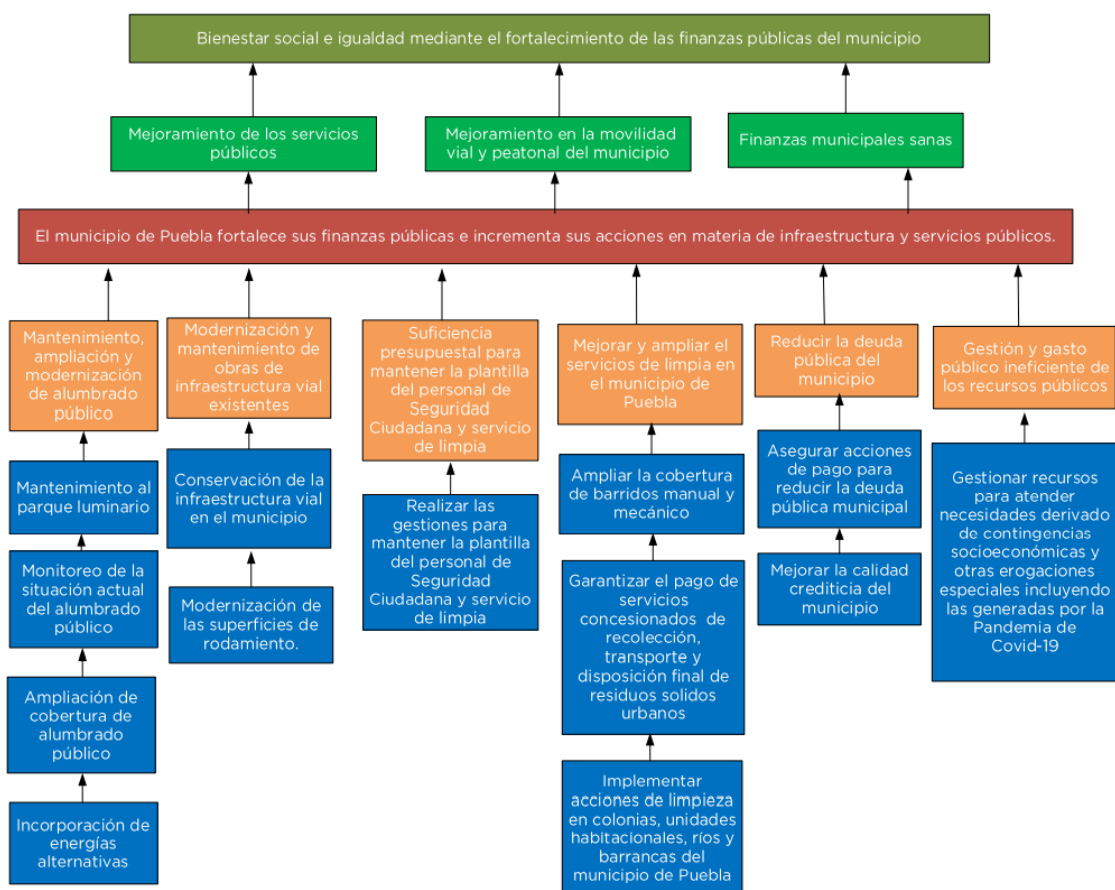 Bienestar social e igualdad mediante el fortalecimiento de las finanzas públicas del municipio
Mejoramiento de los servicios
públicos
Mejoramiento en la movilidad
vial y peatonal del municipio
Finanzas municipales sanas
El municipio de Puebla fortalece sus finanzas públicas e incrementa sus acciones en materia de infraestructura y servicios públicos.
Mantenimiento,
ampliación y
modernización
de alumbrado
público
Modernización y
mantenimiento de
obras de
infraestructura vial
existentes
Suficiencia
presupuestal para
mantener la plantilla
del personal de
Seguridad
Ciudadana y servicio
de limpia
Mejorar y ampliar el
servicios de limpia en
el municipio de
Puebla
Reducir la deuda
pública del
municipio
Gestión y gasto
público ineficiente de
los recursos públicos
Mantenimiento al
parque luminario
Monitoreo de la
situación actual
del alumbrado
público
Ampliación de
cobertura de
alumbrado
público
Incorporación de
energías
alternativas
Conservación de la
infraestructura vial
en el municipio
Modernización de
las superficies de
rodamiento.
Realizar las
gestiones para
mantener la plantilla
del personal de
Seguridad
Ciudadana y servicio
de limpia
Ampliar la cobertura
de barridos manual y
mecánico
Garantizar el pago de
servicios
concesionados de
recolección,
transporte y
disposición final de
residuos solidos
urbanos
Implementar
acciones de limpieza
en colonias, unidades
habitacionales, ríos y
barrancas del
municipio de Puebla
Asegurar acciones
de pago para
reducir la deuda
pública municipal
Mejorar la calidad
crediticia del
municipio
Gestionar recursos
para atender
necesidades derivado
de contingencias
socioeconómicas y
otras erogaciones
especiales incluyendo
las generadas por la
Pandemia de
Covid-19